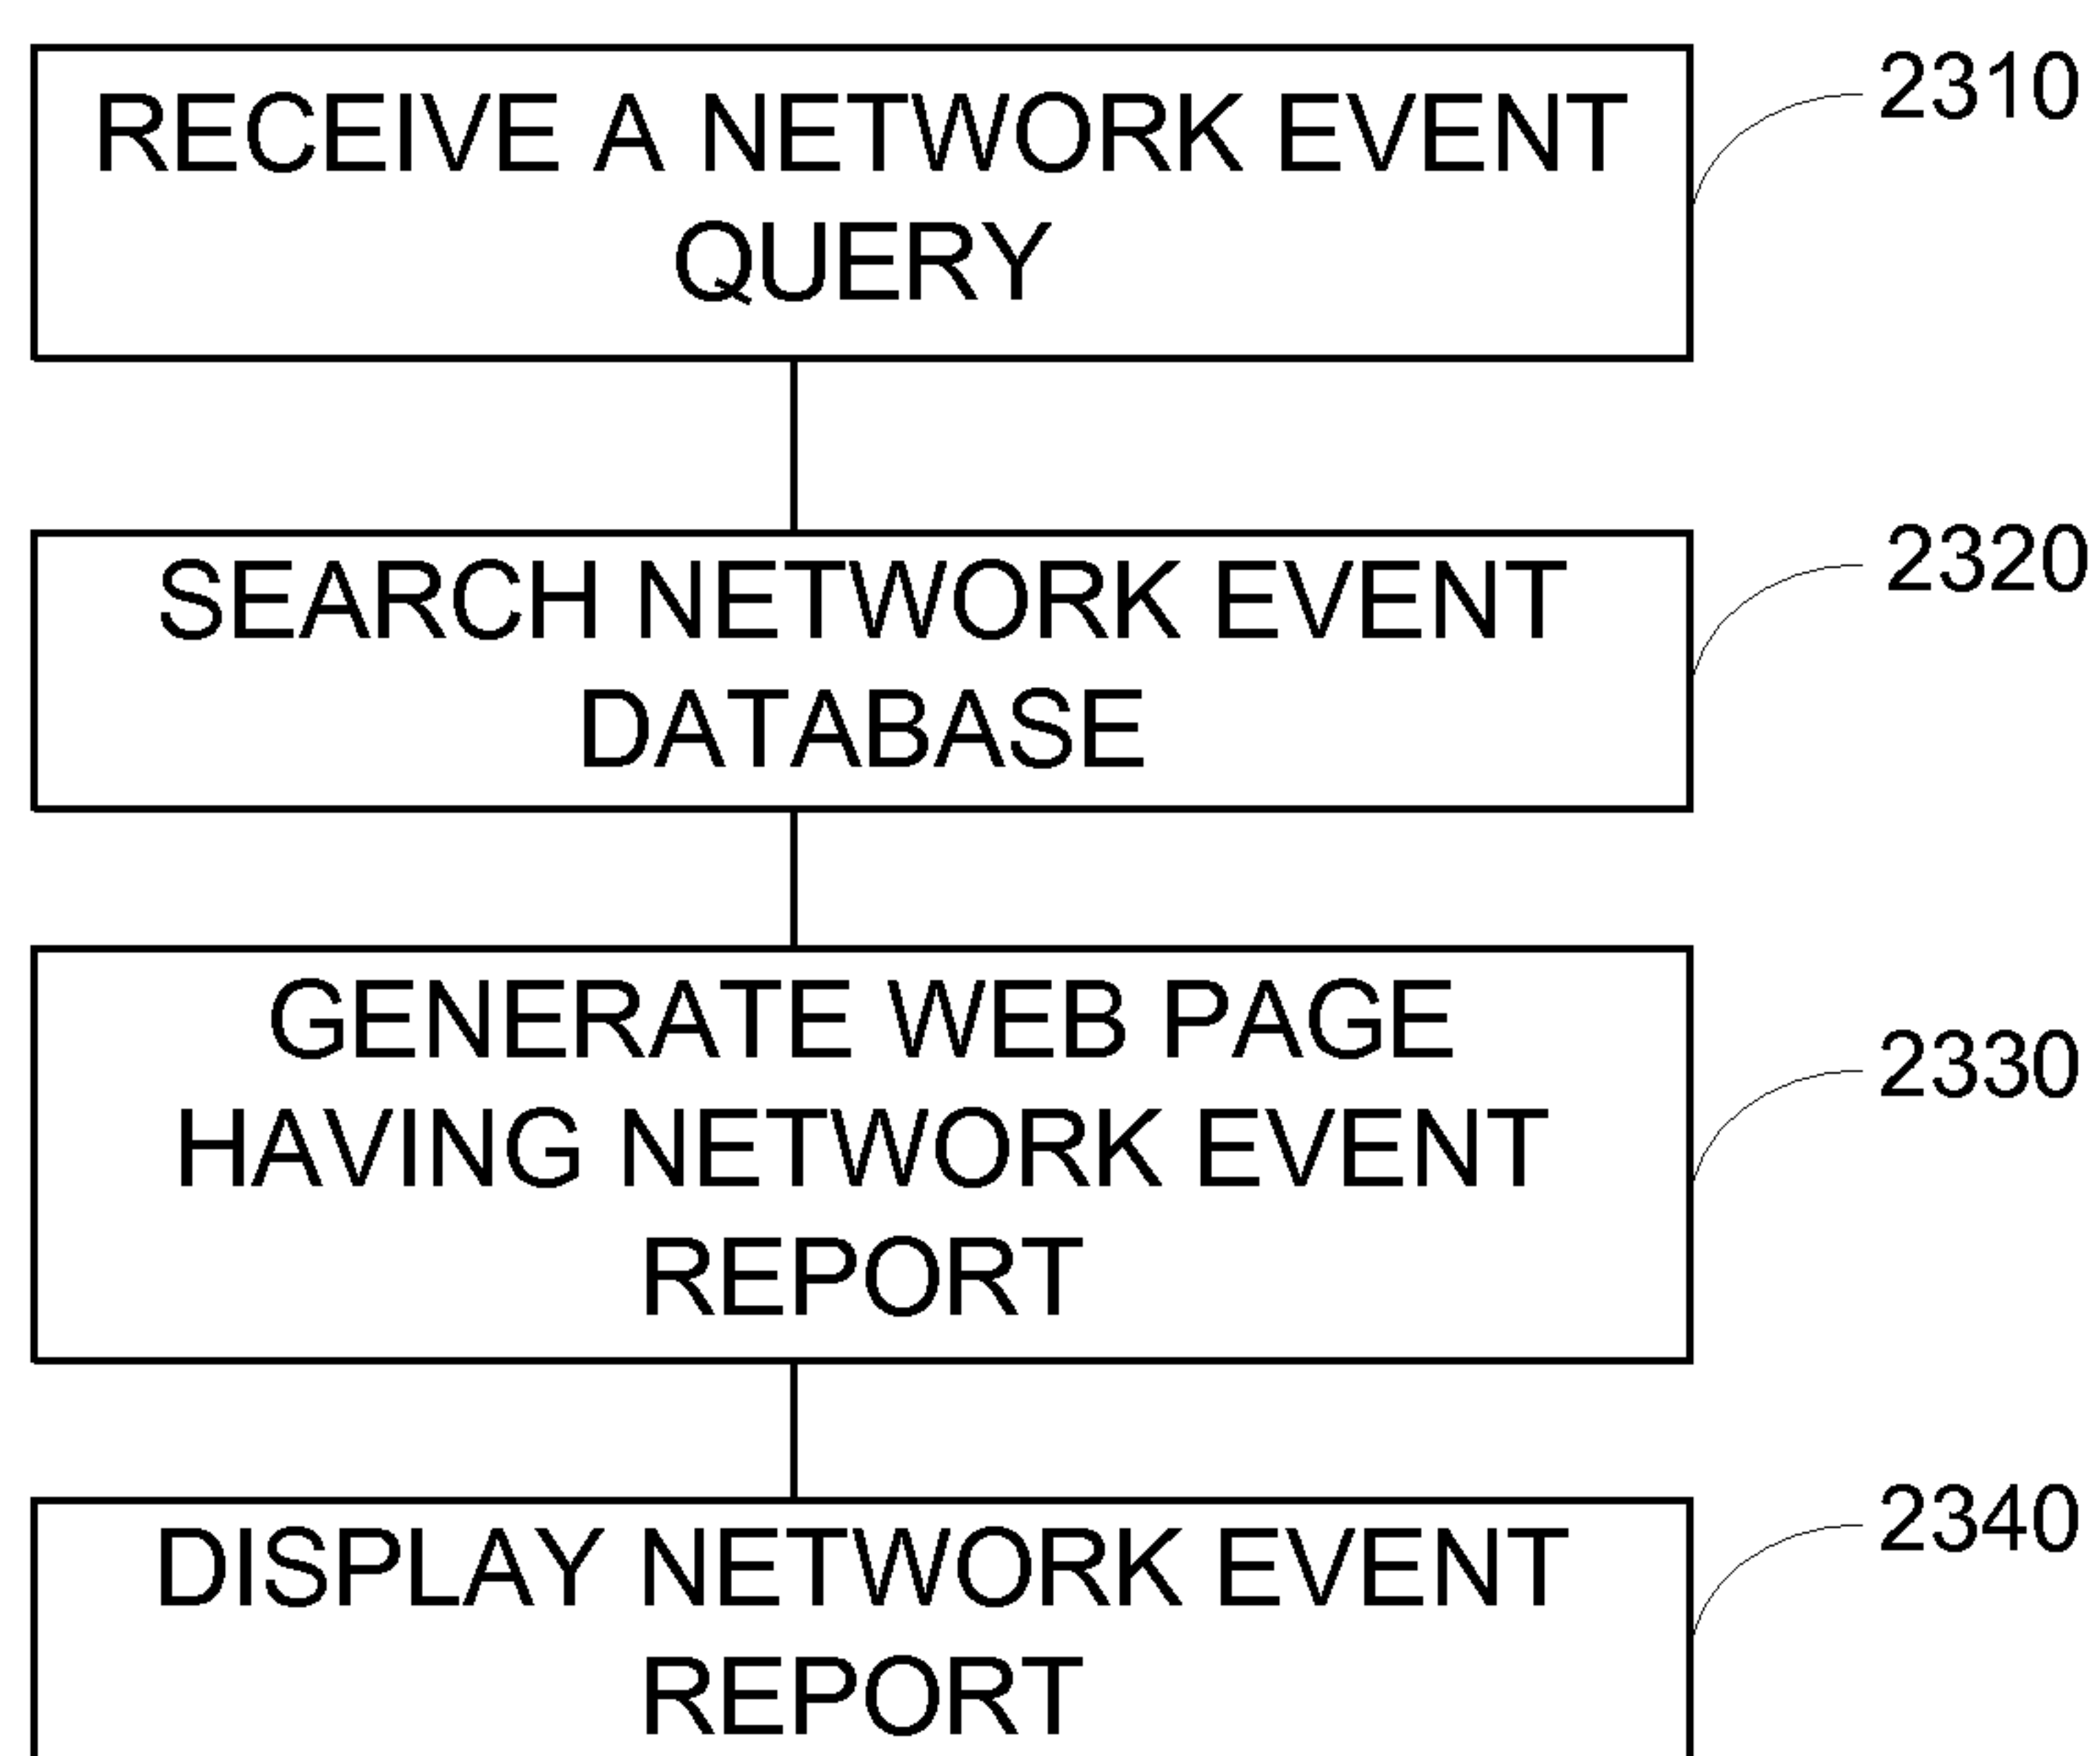 RECEIVE A NETWORK EVENT
QUERY
2310
SEARCH NETWORK EVENT
DATABASE
2320
GENERATE WEB PAGE
HAVING NETWORK EVENT
REPORT
2330
DISPLAY NETWORK EVENT
REPORT
2340